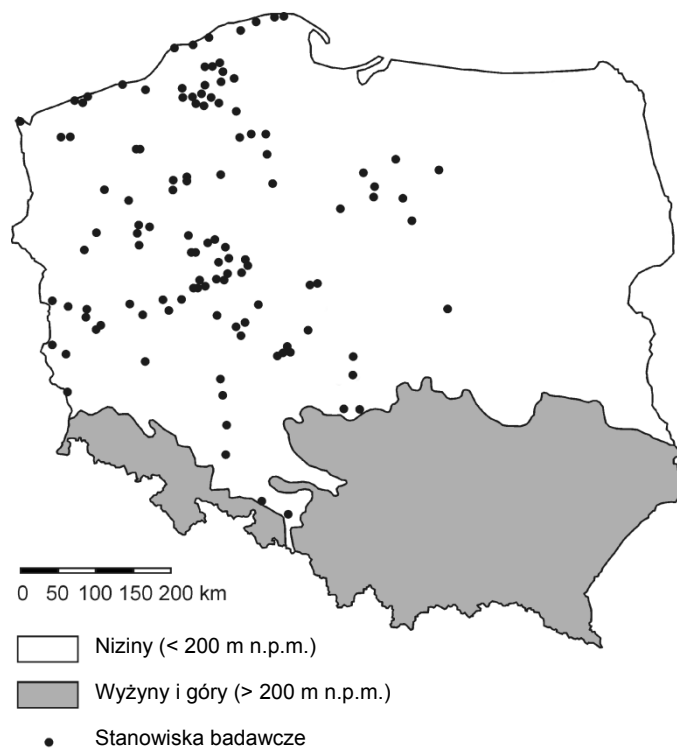 0 50 100 150 200 km
Niziny (< 200 m n.p.m.)
Wyżyny i góry (> 200 m n.p.m.)
Stanowiska badawcze